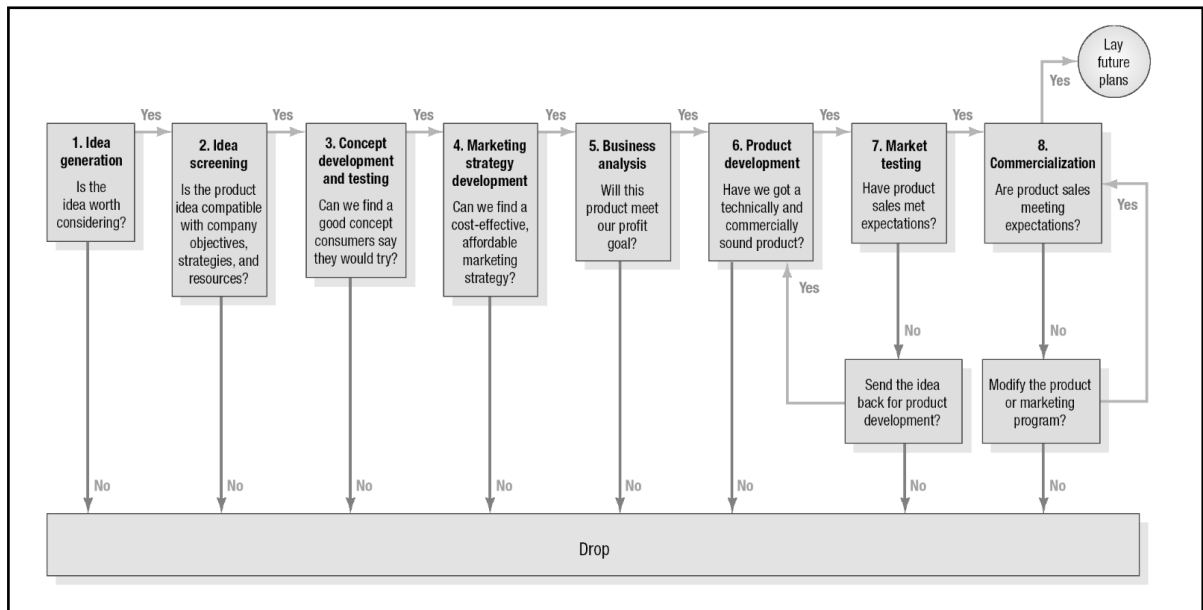 Lay
future
plans
Yes
Yes
Yes
Yes
Yes
Yes
Yes
Yes
1. Idea
generation
Is the
idea worth
considering?
2. Idea
screening
Is the product
idea compatible
with company
objectives,
strategies, and
resources?
3. Concept
development
and testing
Can we find a
good concept
consumers say
they would try?
4. Marketing
strategy
development
Can we find a
cost-effective,
affordable
marketing
strategy?
5. Business
analysis
Will this
product meet
our profit
goal?
6. Product
development
Have we got a
technically and
commercially
sound product?
7. Market
testing
Have product
sales met
expectations?
8.
Commercialization
Are product sales
meeting
expectations?
Yes
Yes
No
No
Send the idea
back for product
development?
Modify the product
or marketing
program?
No
No
No
No
No
No
No
No
Drop